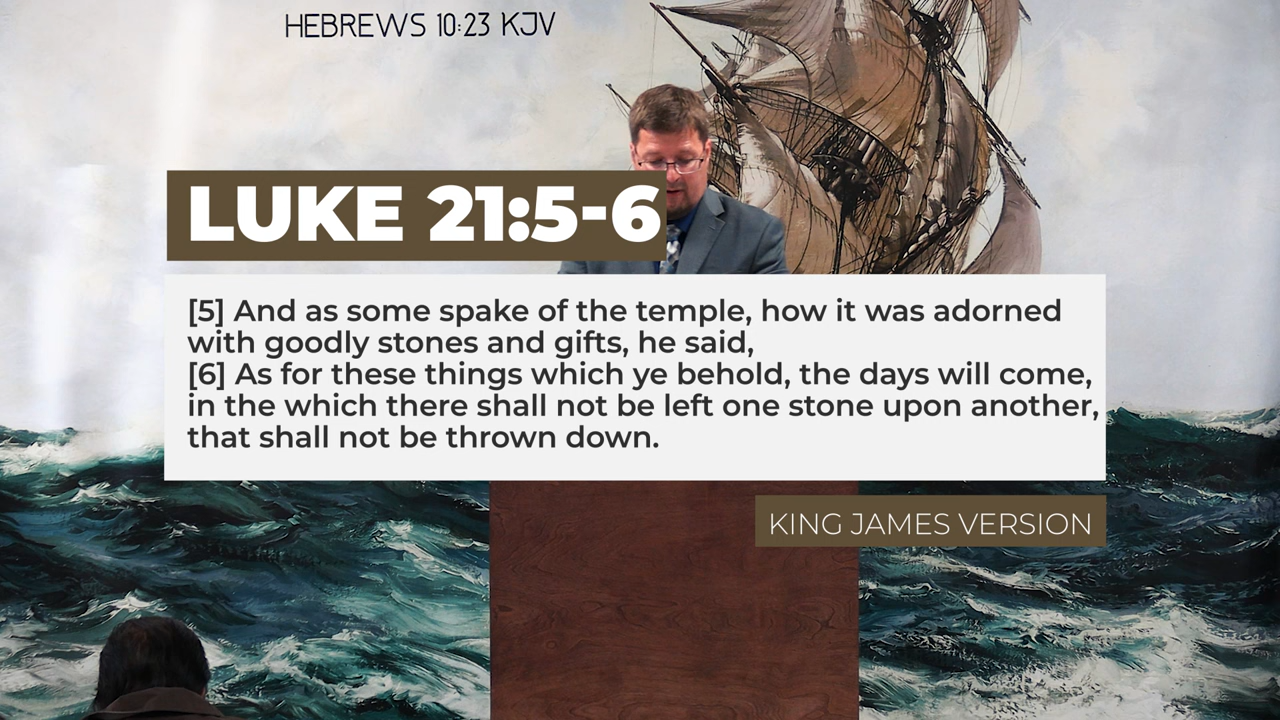 HEBREWS 10:23 KJV
LUKE 21:5-6
[5] And as some spake of the temple, how it was adorned
with goodly stones and gifts, he said,
[6] As for these things which ye behold, the days will come,
in the which there shall not be left one stone upon another,
that shall not be thrown down.
KING JAMES VERSION